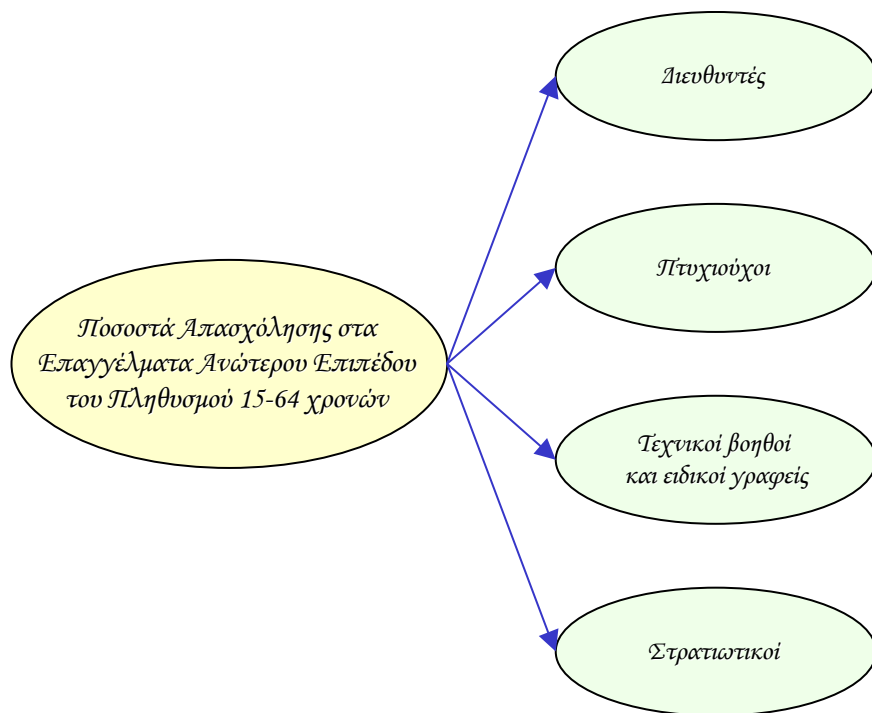 Διευθυντές
Πτυχιούχοι
Ποσοστά Απασχόλησης στα
Επαγγέλματα Ανώτερου Επιπέδου
του Πληθυσμού 15-64 χρονών
Τεχνικοί βοηθοί
και ειδικοί γραφείς
Στρατιωτικοί